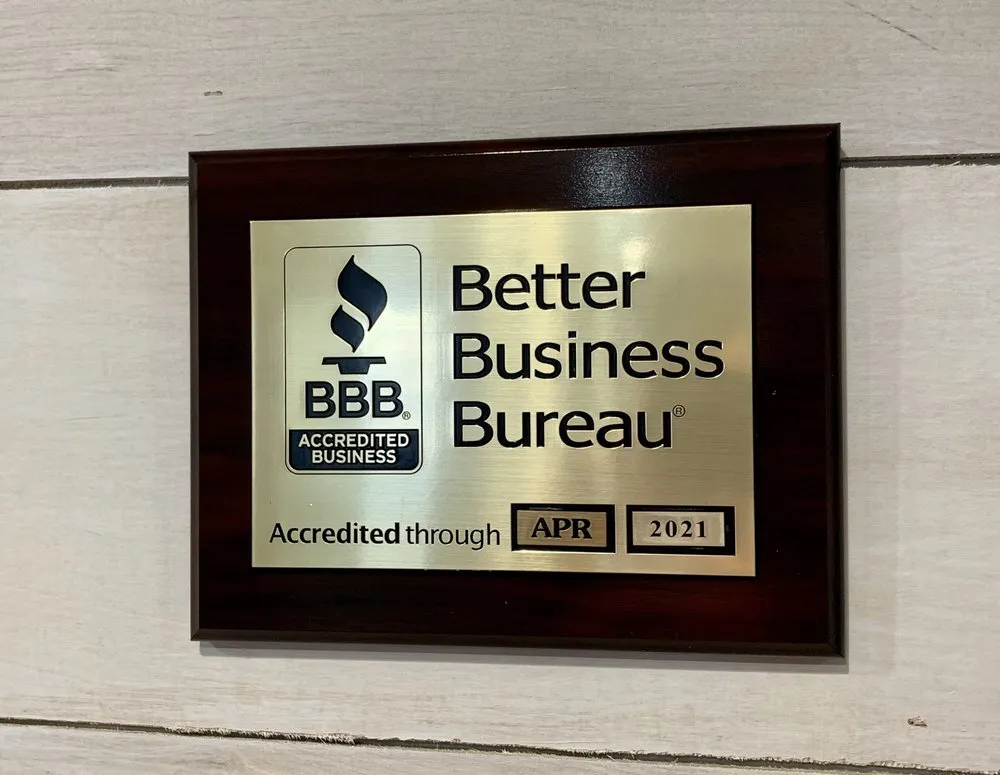 BBB®
ACCREDITED
BUSINESS
Better
Business
Bureau®
Accredited through APR 2021